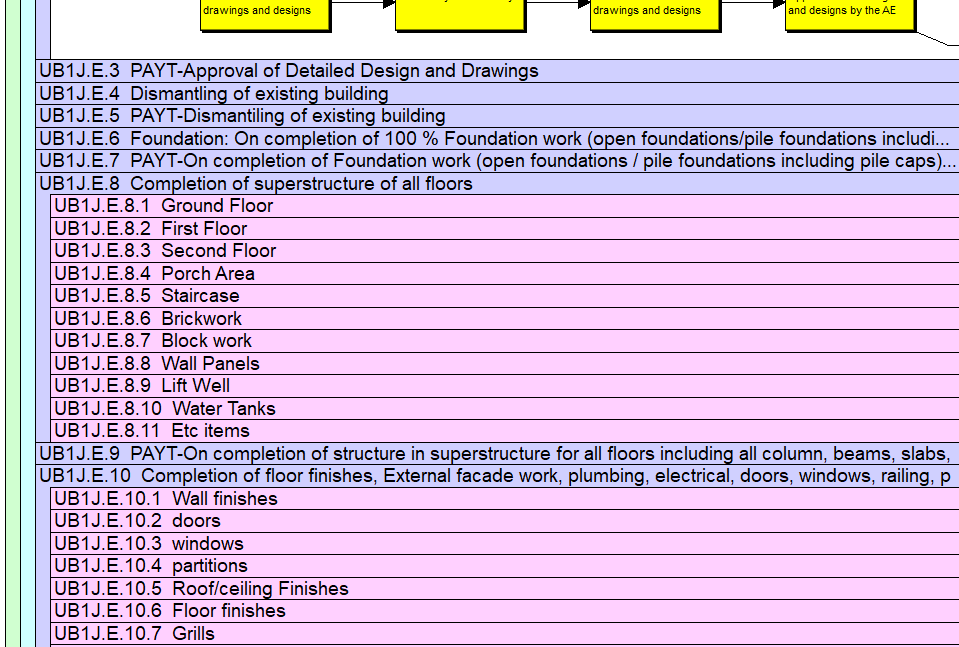 drawings and designs
drawings and designs
and designs by the AE
UB1J.E.3 PAYT-Approval of Detailed Design and Drawings
UB1J.E.4 Dismantling of existing building
UB1J.E.5 PAYT-Dismantiling of existing building
UB1J.E.6 Foundation: On completion of 100 % Foundation work (open foundations/pile foundations includi...
UB1J.E.7 PAYT-On completion of Foundation work (open foundations / pile foundations including pile caps)...
UB1J.E.8 Completion of superstructure of all floors
UB1J.E.8.1 Ground Floor
UB1J.E.8.2 First Floor
UB1J.E.8.3 Second Floor
UB1J.E.8.4 Porch Area
UB1J.E.8.5 Staircase
UB1J.E.8.6 Brickwork
UB1J.E.8.7 Block work
UB1J.E.8.8 Wall Panels
UB1J.E.8.9 Lift Well
UB1J.E.8.10 Water Tanks
UB1J.E.8.11 Etc items
UB1J.E.9 PAYT-On completion of structure in superstructure for all floors including all column, beams, slabs,
UB1J.E.10 Completion of floor finishes, External facade work, plumbing, electrical, doors, windows, railing, p
UB1J.E.10.1 Wall finishes
UB1J.E.10.2 doors
UB1J.E.10.3 windows
UB1J.E.10.4 partitions
UB1J.E.10.5 Roof/ceiling Finishes
UB1J.E.10.6 Floor finishes
UB1J.E.10.7 Grills